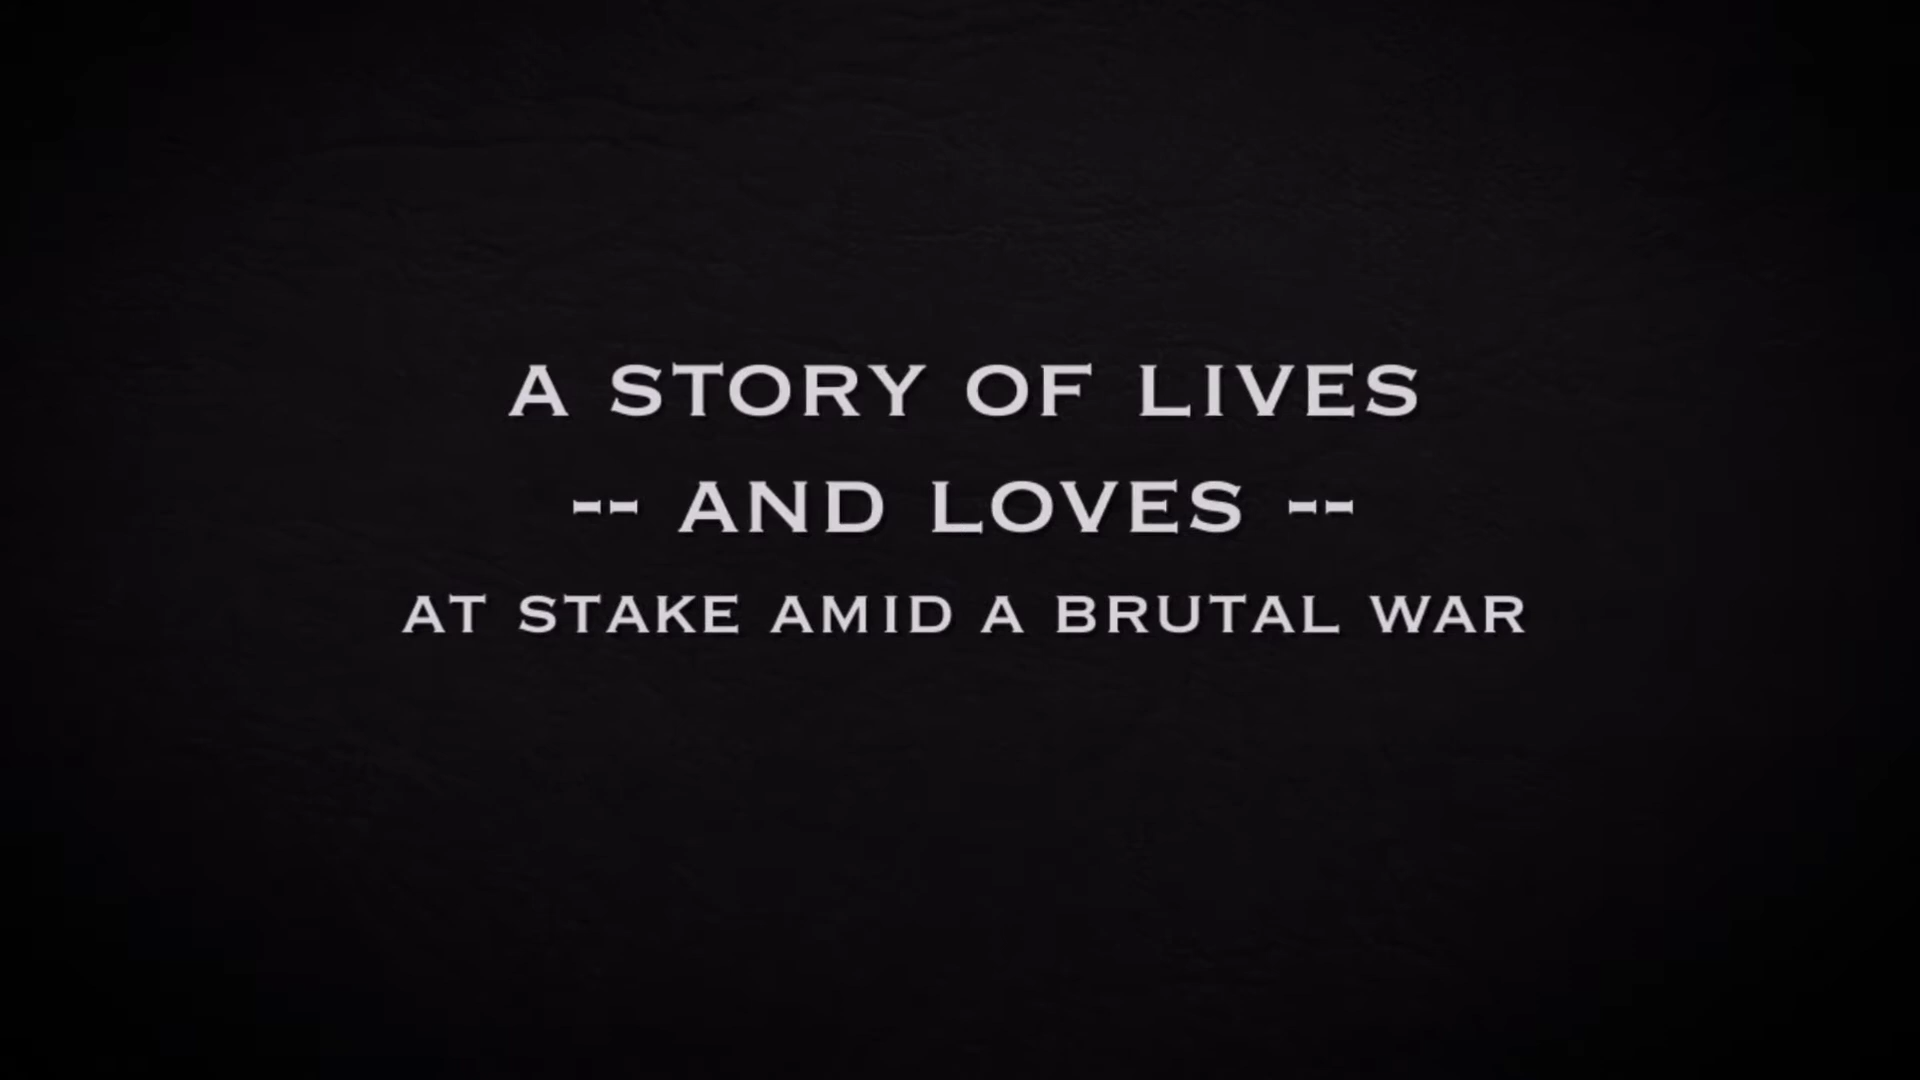 A STORY OF LIVES
-- AND LOVES --
AT STAKE AMID A BRUTAL WAR